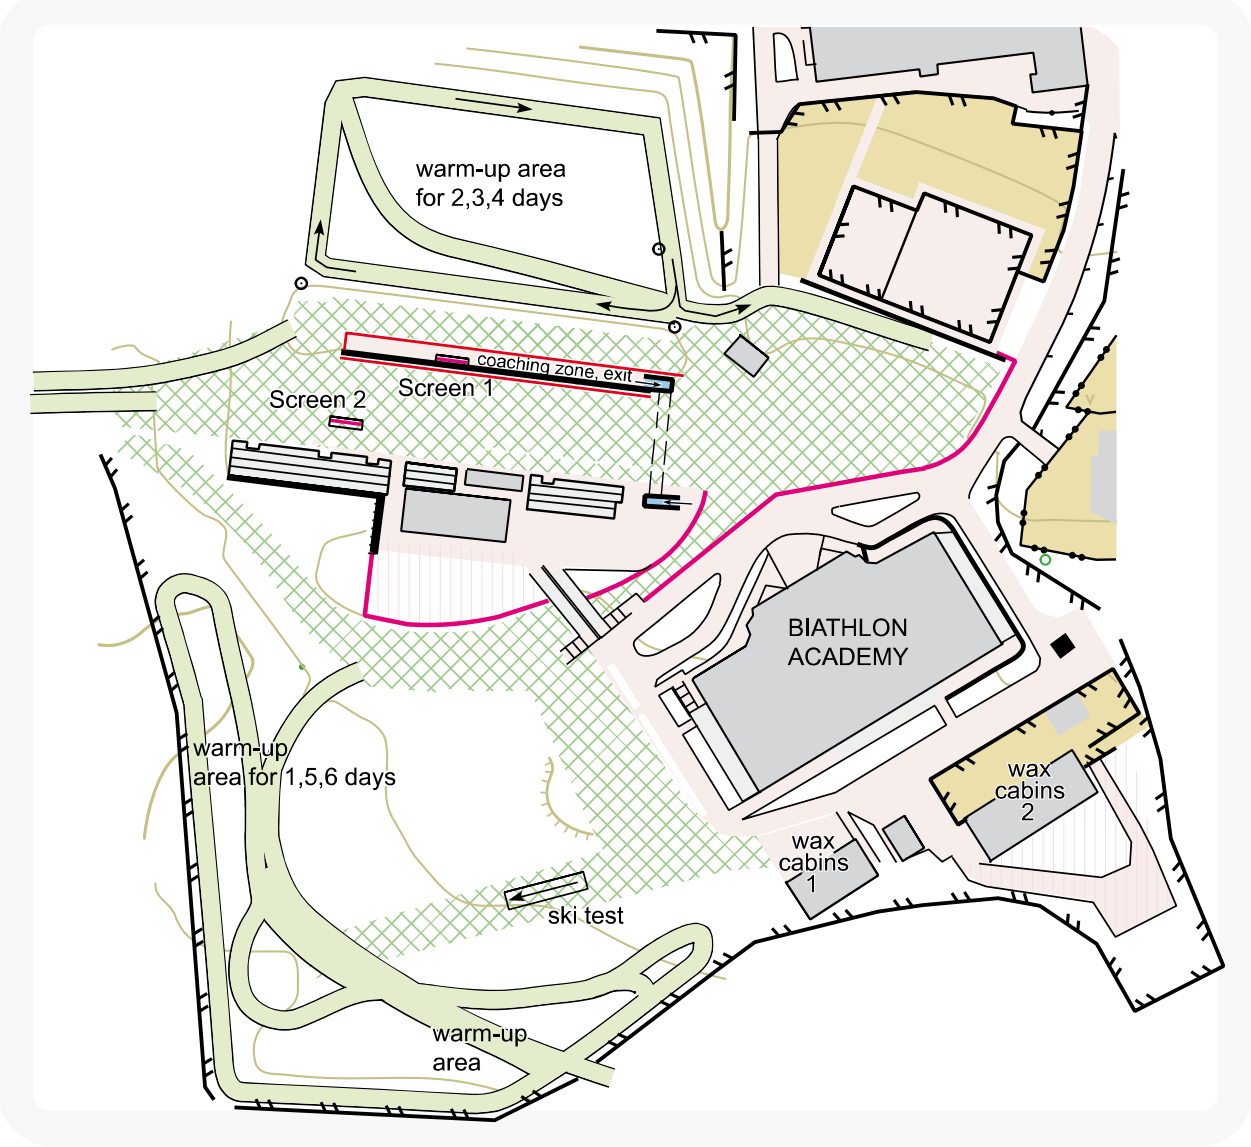 warm-up area
for 2,3,4 days
coaching zone, exit
Screen 1
Screen 2
BIATHLON
ACADEMY
warm-up
area for 1,5,6 days
wax
cabins
2
wax
cabins
1
ski test
warm-up
area